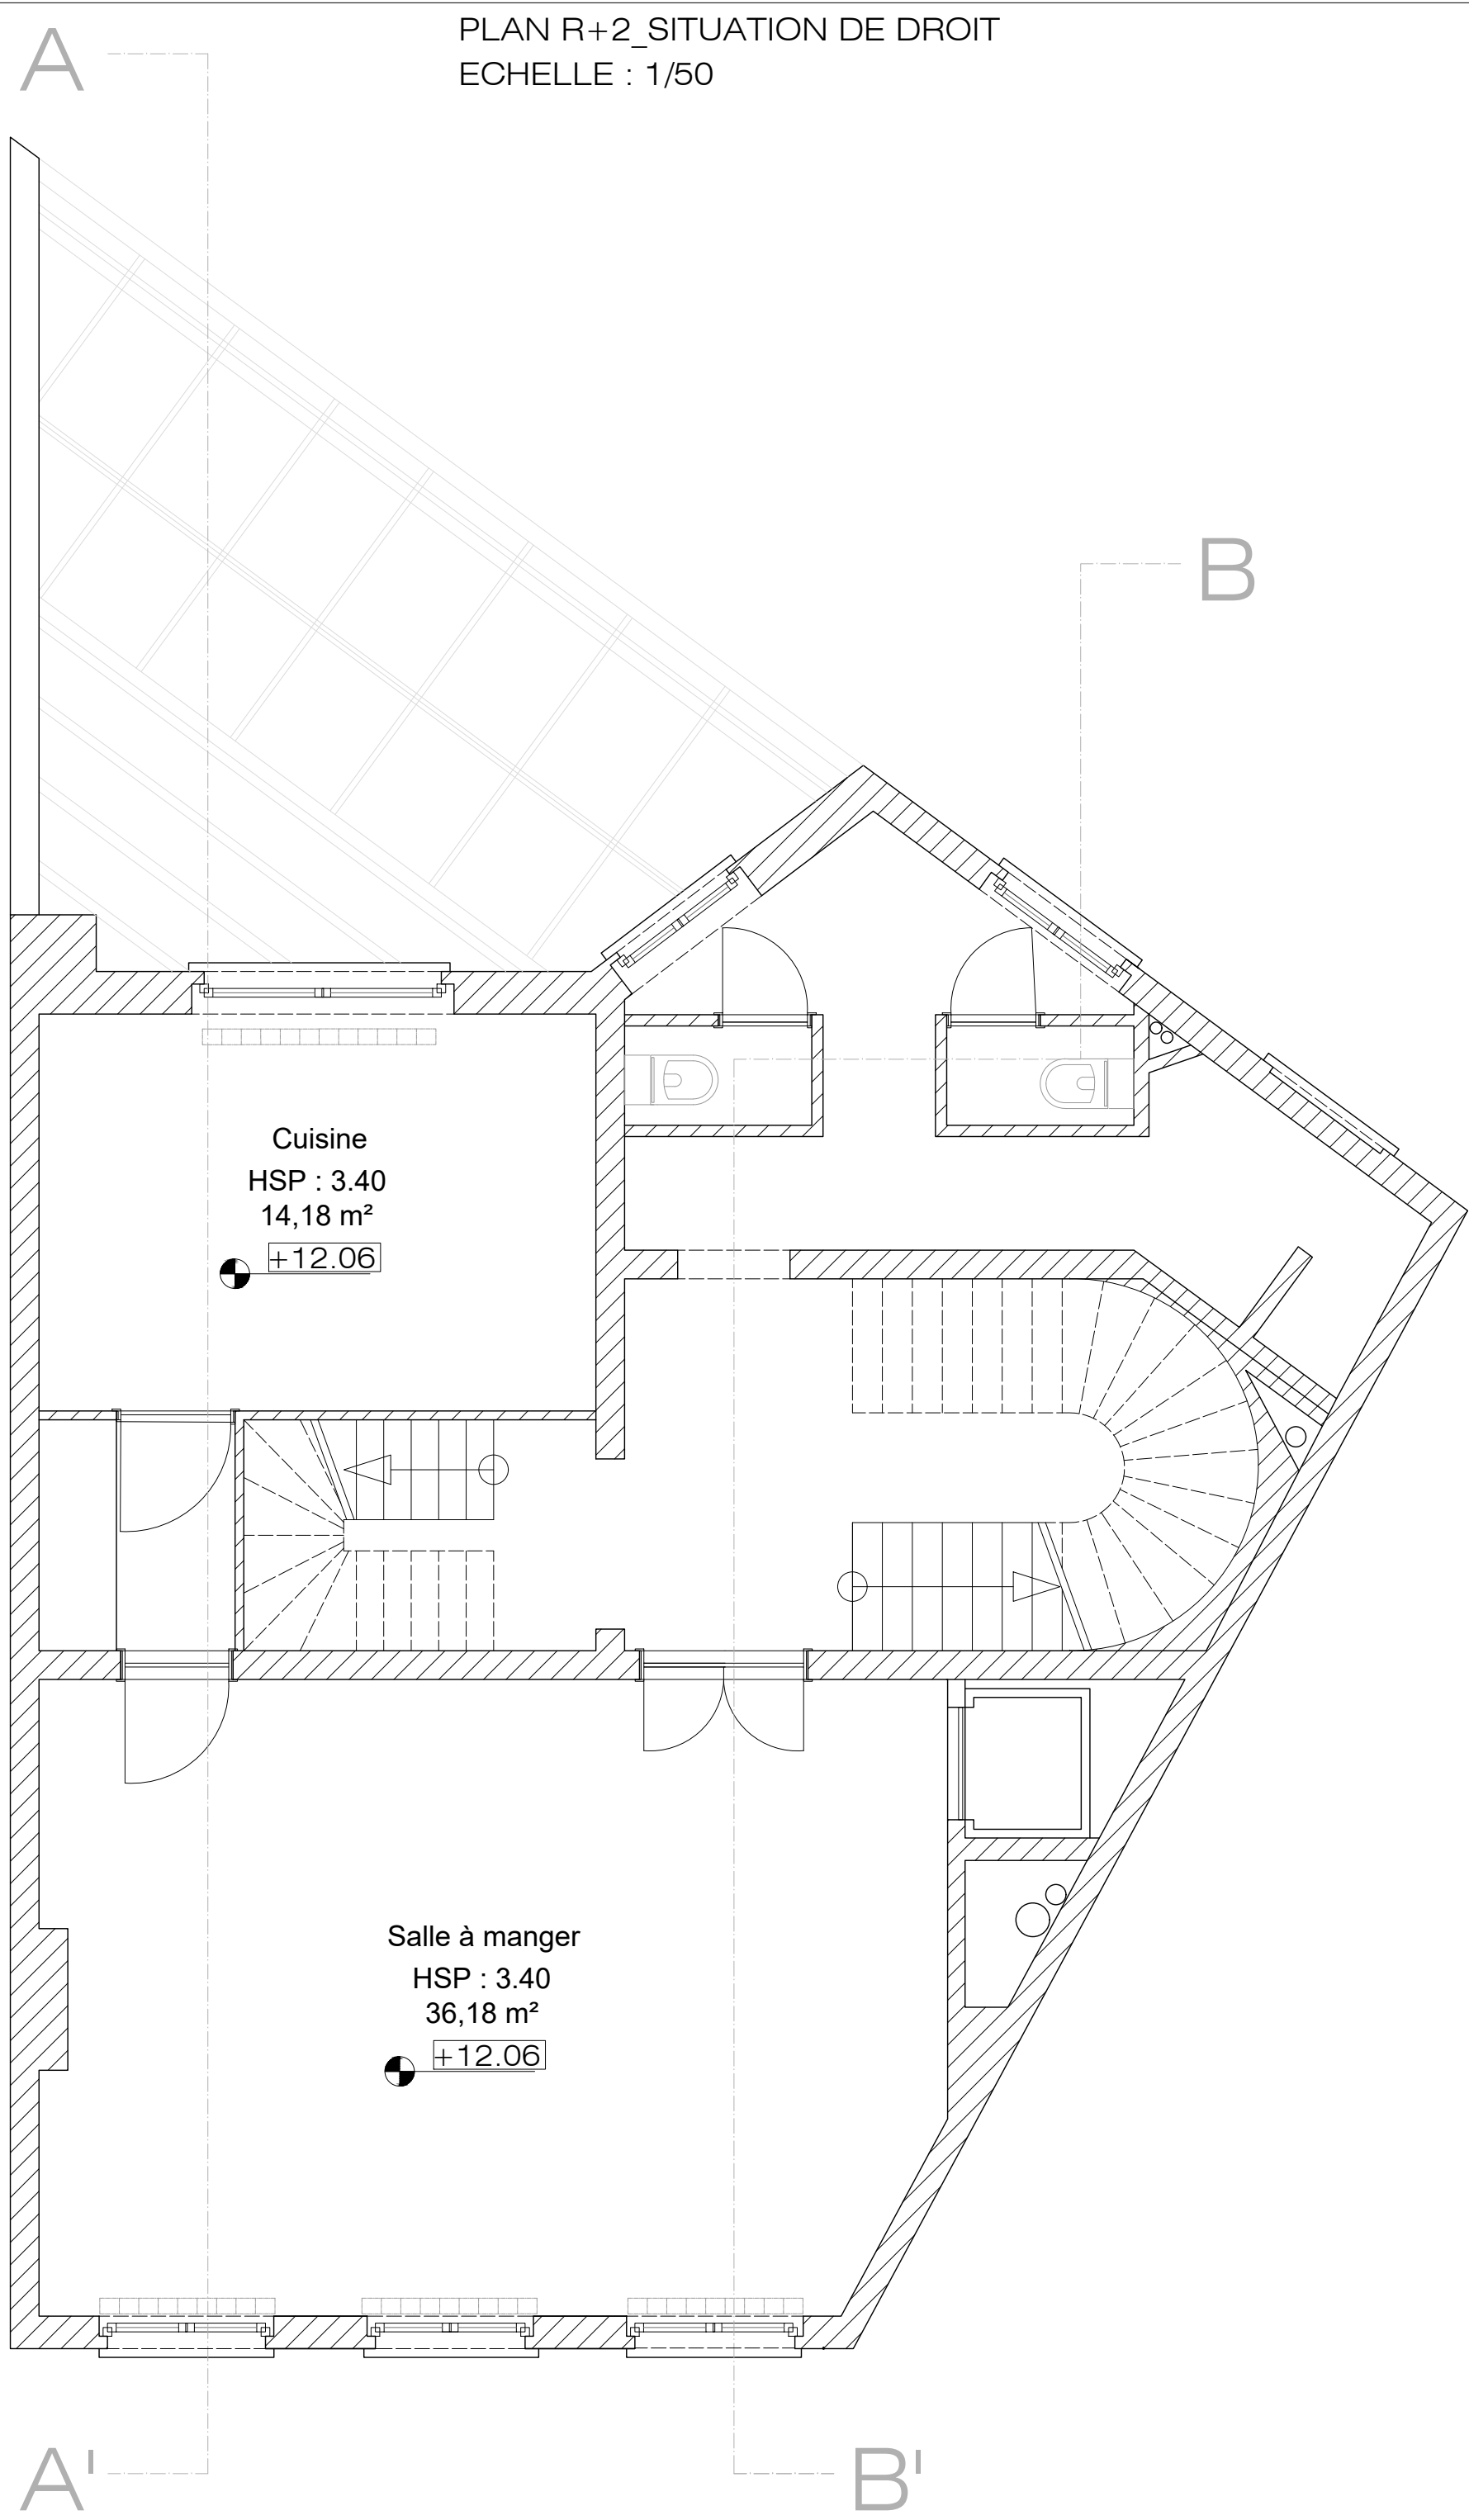 PLAN R+2_SITUATION DE DROIT
ECHELLE : 1/50
A
B
Cuisine
HSP : 3.40
14,18 m²
+12.06
Salle à manger
HSP : 3.40
36,18 m²
+12.06
A'
B'